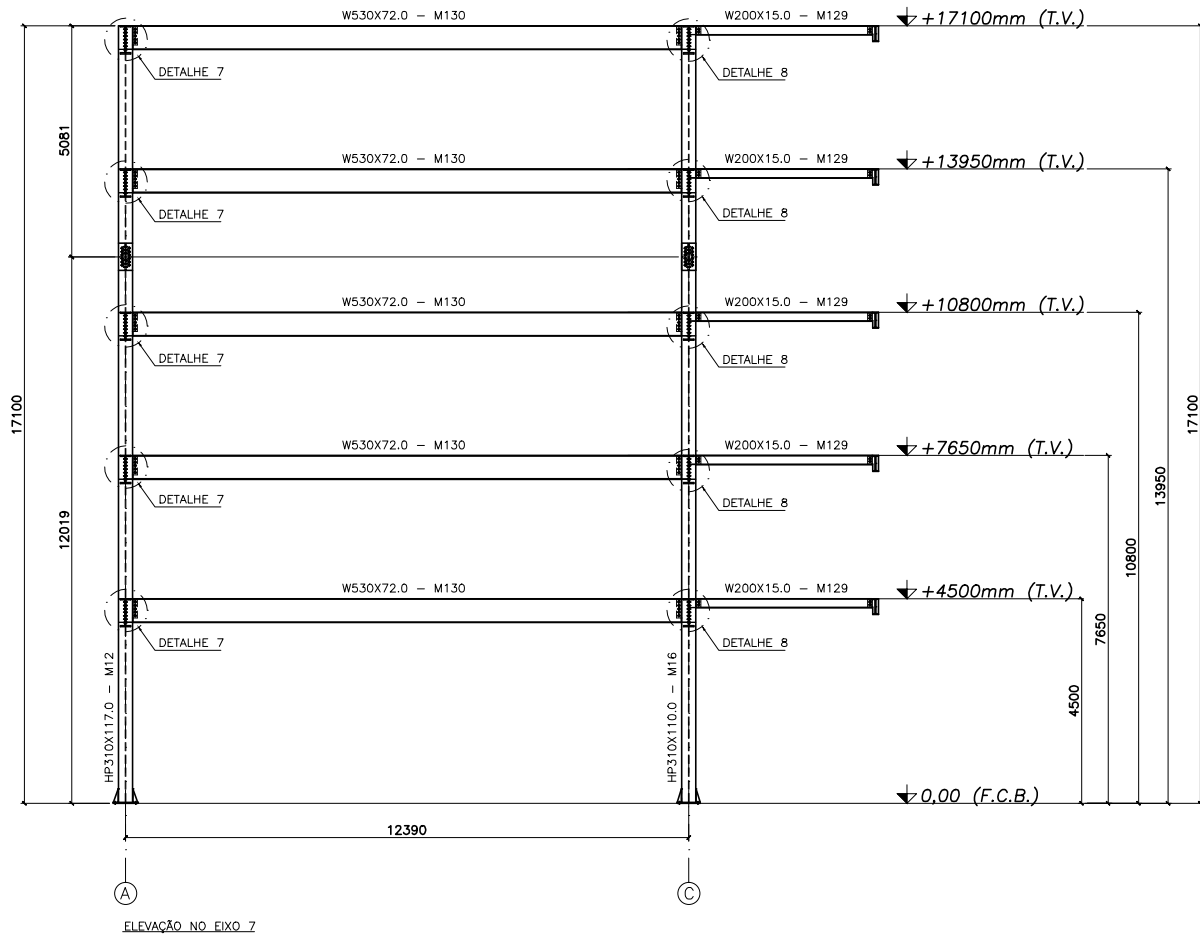 W530X72.0 - M130
W200X15.0 - M129
+17100mm (T.V.)
DETALHE 7
DETALHE 8
5081
W530X72.0 - M130
W200X15.0 - M129
+13950mm (T.V.)
DETALHE 7
DETALHE 8
W530X72.0 - M130
W200X15.0 - M129
+10800mm (T.V.)
DETALHE 7
DETALHE 8
17100
17100
W530X72.0 - M130
W200X15.0 - M129
+7650mm (T.V.)
13950
DETALHE 7
DETALHE 8
12019
10800
W530X72.0 - M130
W200X15.0 - M129
+4500mm (T.V.)
7650
DETALHE 7
DETALHE 8
HP310X117.0 - M12
HP310X110.0 - M16
4500
0,00 (F.C.B.)
12390
A
C
ELEVAÇÃO NO EIXO 7